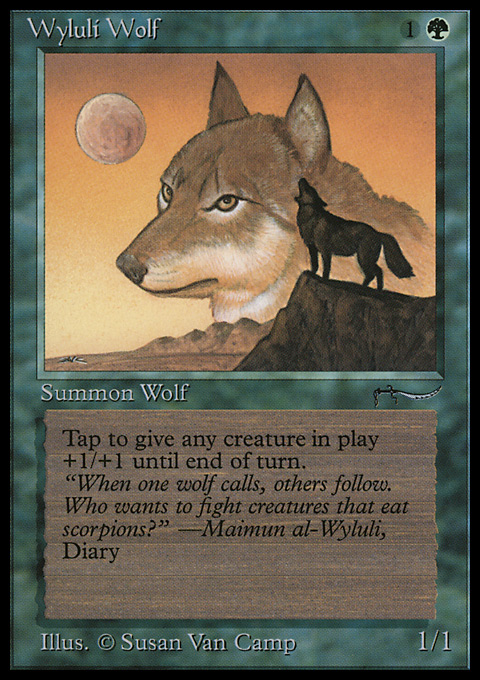 Wyluli Wolf 1
Summon Wolf
Tap to give any creature in play
+1/+1 until end of turn.
“When one wolf calls, others follow.
Who wants to fight creatures that eat
scorpions?” —Maimun al-Wyluli,
Diary
Illus. © Susan Van Camp 1/1